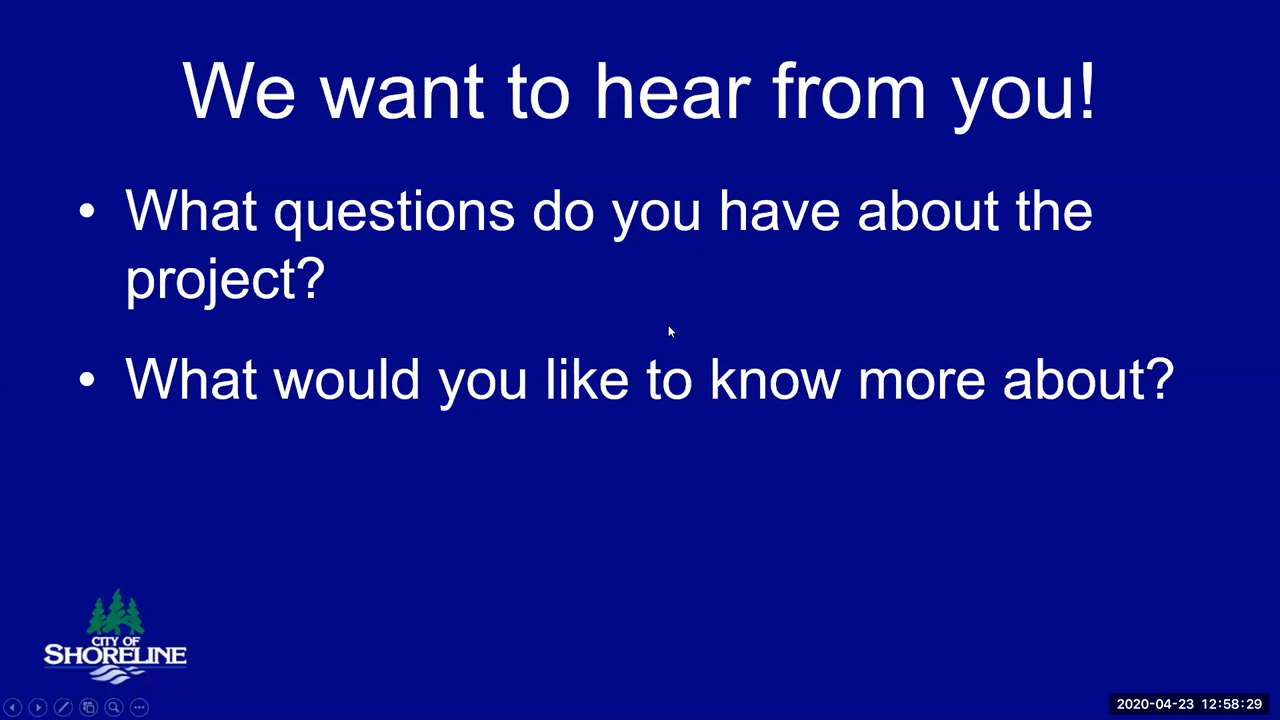 We want to hear from you!
• What questions do you have about the
project?
• What would you like to know more about?
CITY OF
SHORELINE
2020-04-23 12:58:29